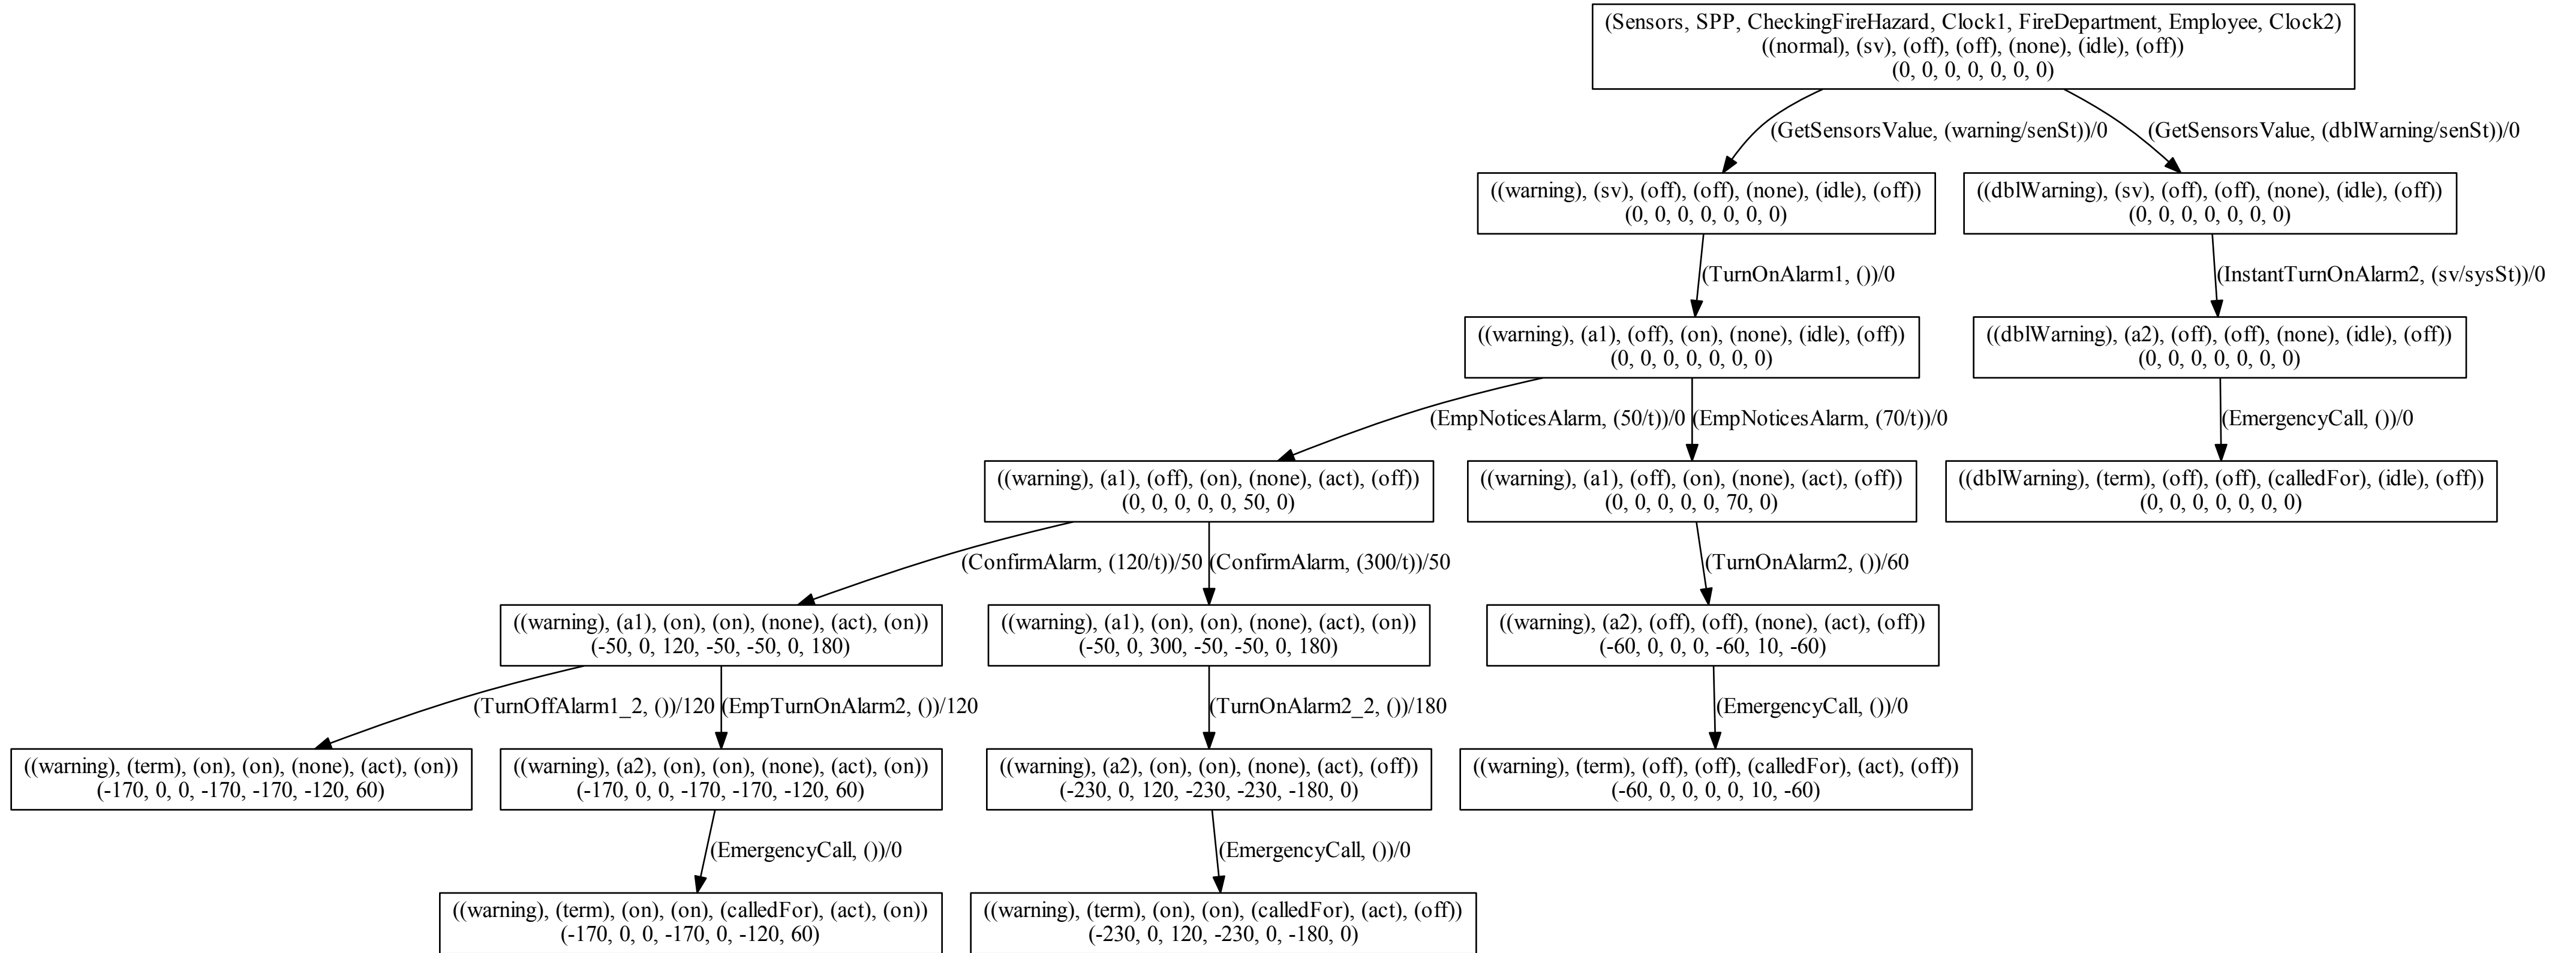 (Sensors, SPP, CheckingFireHazard, Clock1, FireDepartment, Employee, Clock2)
((normal), (sv), (off), (off), (none), (idle), (off))
(0, 0, 0, 0, 0, 0, 0)
(GetSensorsValue, (warning/senSt))/0
(GetSensorsValue, (dblWarning/senSt))/0
((warning), (sv), (off), (off), (none), (idle), (off))
(0, 0, 0, 0, 0, 0, 0)
((dblWarning), (sv), (off), (off), (none), (idle), (off))
(0, 0, 0, 0, 0, 0, 0)
(TurnOnAlarm1, ())/0
(InstantTurnOnAlarm2, (sv/sysSt))/0
((warning), (a1), (off), (on), (none), (idle), (off))
(0, 0, 0, 0, 0, 0, 0)
((dblWarning), (a2), (off), (off), (none), (idle), (off))
(0, 0, 0, 0, 0, 0, 0)
(EmpNoticesAlarm, (50/t))/0
(EmpNoticesAlarm, (70/t))/0
(EmergencyCall, ())/0
((warning), (a1), (off), (on), (none), (act), (off))
(0, 0, 0, 0, 0, 50, 0)
((warning), (a1), (off), (on), (none), (act), (off))
(0, 0, 0, 0, 0, 70, 0)
((dblWarning), (term), (off), (off), (calledFor), (idle), (off))
(0, 0, 0, 0, 0, 0, 0)
(ConfirmAlarm, (120/t))/50
(ConfirmAlarm, (300/t))/50
(TurnOnAlarm2, ())/60
((warning), (a1), (on), (on), (none), (act), (on))
(-50, 0, 120, -50, -50, 0, 180)
((warning), (a1), (on), (on), (none), (act), (on))
(-50, 0, 300, -50, -50, 0, 180)
((warning), (a2), (off), (off), (none), (act), (off))
(-60, 0, 0, 0, -60, 10, -60)
(TurnOffAlarm1_2, ())/120
(EmpTurnOnAlarm2, ())/120
(TurnOnAlarm2_2, ())/180
(EmergencyCall, ())/0
((warning), (term), (on), (on), (none), (act), (on))
(-170, 0, 0, -170, -170, -120, 60)
((warning), (a2), (on), (on), (none), (act), (on))
(-170, 0, 0, -170, -170, -120, 60)
((warning), (a2), (on), (on), (none), (act), (off))
(-230, 0, 120, -230, -230, -180, 0)
((warning), (term), (off), (off), (calledFor), (act), (off))
(-60, 0, 0, 0, 0, 10, -60)
(EmergencyCall, ())/0
(EmergencyCall, ())/0
((warning), (term), (on), (on), (calledFor), (act), (on))
(-170, 0, 0, -170, 0, -120, 60)
((warning), (term), (on), (on), (calledFor), (act), (off))
(-230, 0, 120, -230, 0, -180, 0)